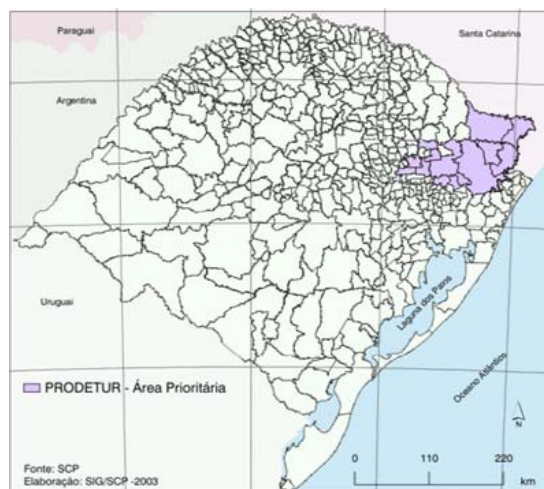 Paraguai
Santa Catarina
Argentina
Uruguai
Laguna dos Patos
Oceano Atlântico
PRODETUR - Área Prioritária
N
Fonte: SCP
Elaboração: SIG/SCP -2003
0 110 220
km